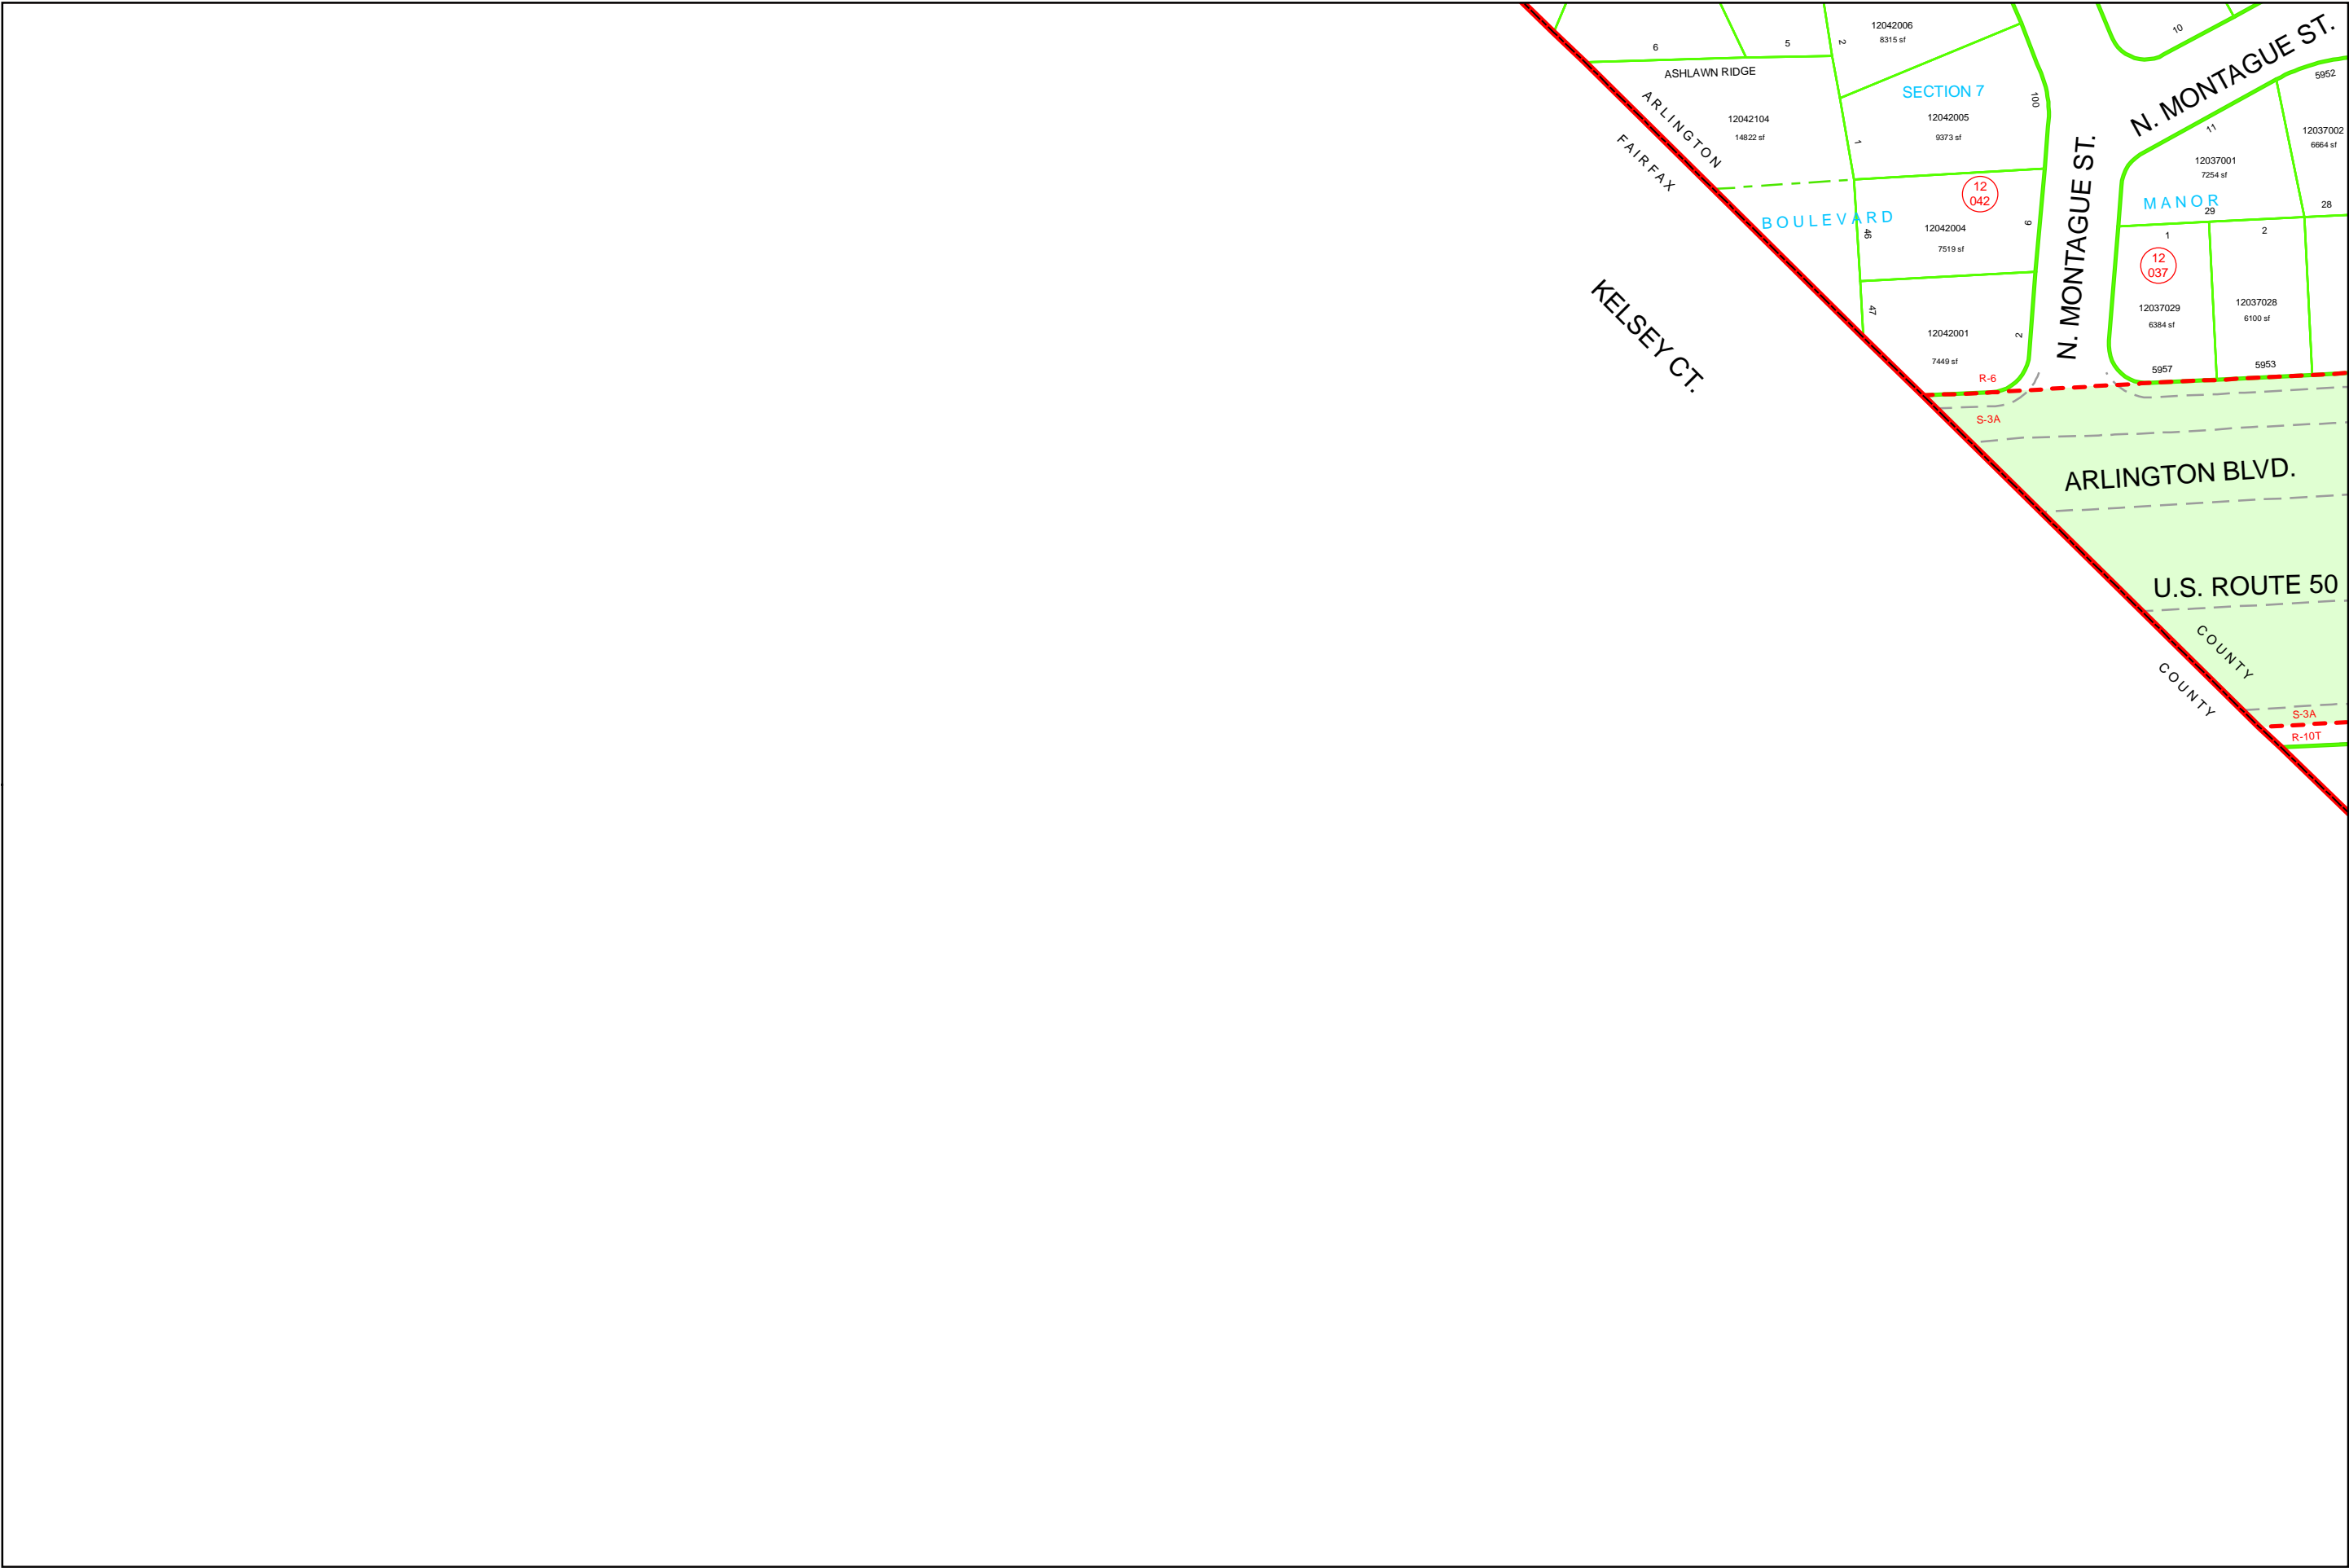 12042006
8315 sf
10
N. MONTAGUE ST.
6
5
2
ASHLAWN RIDGE
5952
SECTION 7
100
ARLINGTON
FAIRFAX
12042104
14822 sf
12042005
9373 sf
1
11
12037002
6664 sf
12037001
7254 sf
12
042
MANOR
29
28
BOULEVARD
46
12042004
7519 sf
6
N. MONTAGUE ST.
1
2
12
037
KELSEY CT.
47
12042001
7449 sf
2
12037029
6384 sf
12037028
6100 sf
5957
5953
R-6
S-3A
ARLINGTON BLVD.
U.S. ROUTE 50
COUNTY
COUNTY
S-3A
R-10T